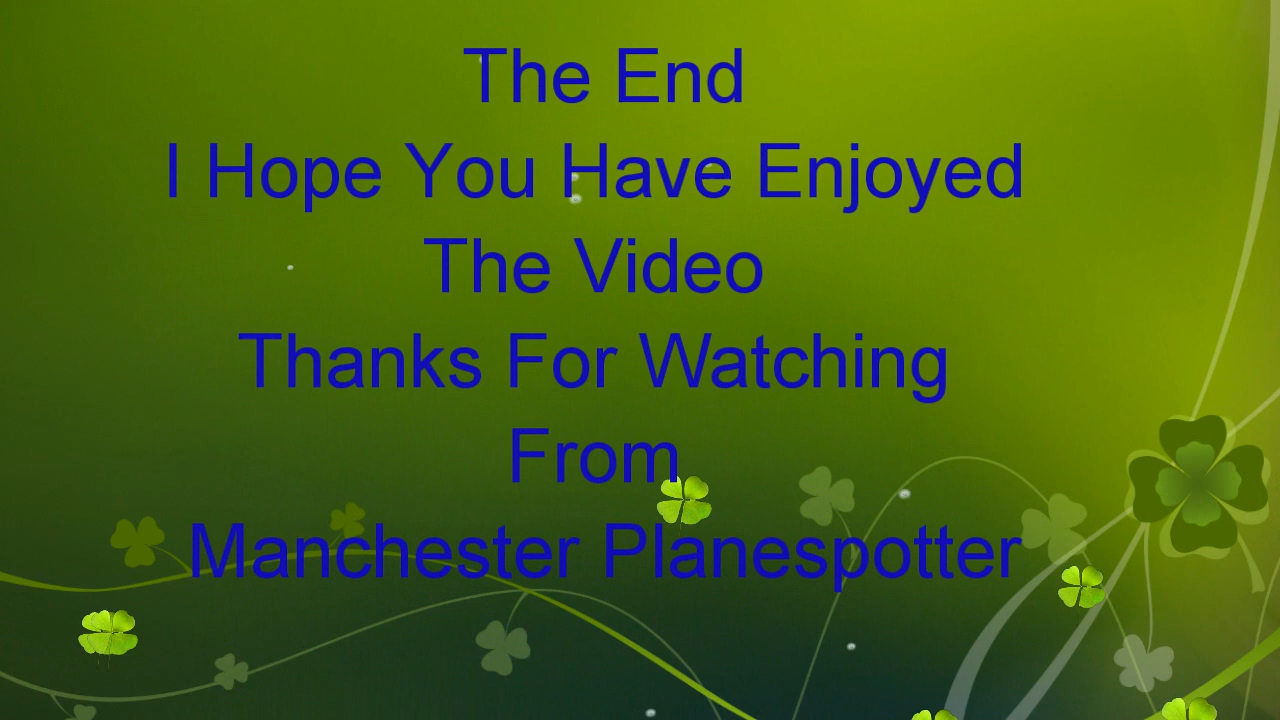 The End
I Hope You Have Enjoyed
The Video
Thanks For Watching
From
Manchester Planespotter